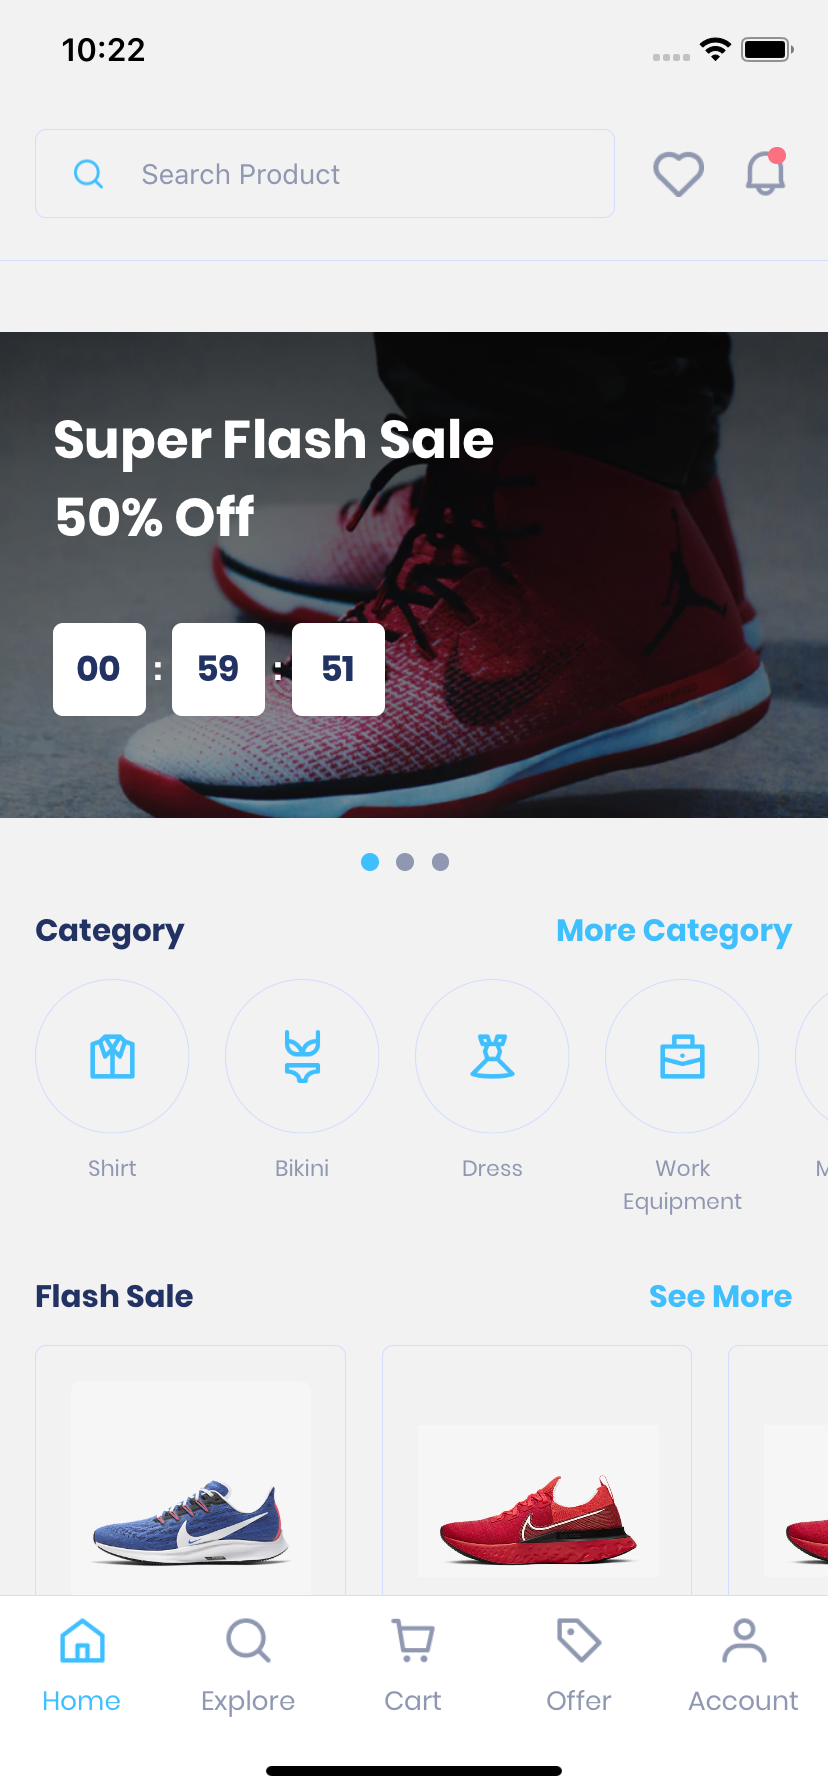 10:22
Search Product
Super Flash Sale
50% Off
00 : 59 : 51
Category
More Category
Shirt
Bikini
Dress
Work
Equipment
M
Flash Sale
See More
Home
Explore
Cart
Offer
Account